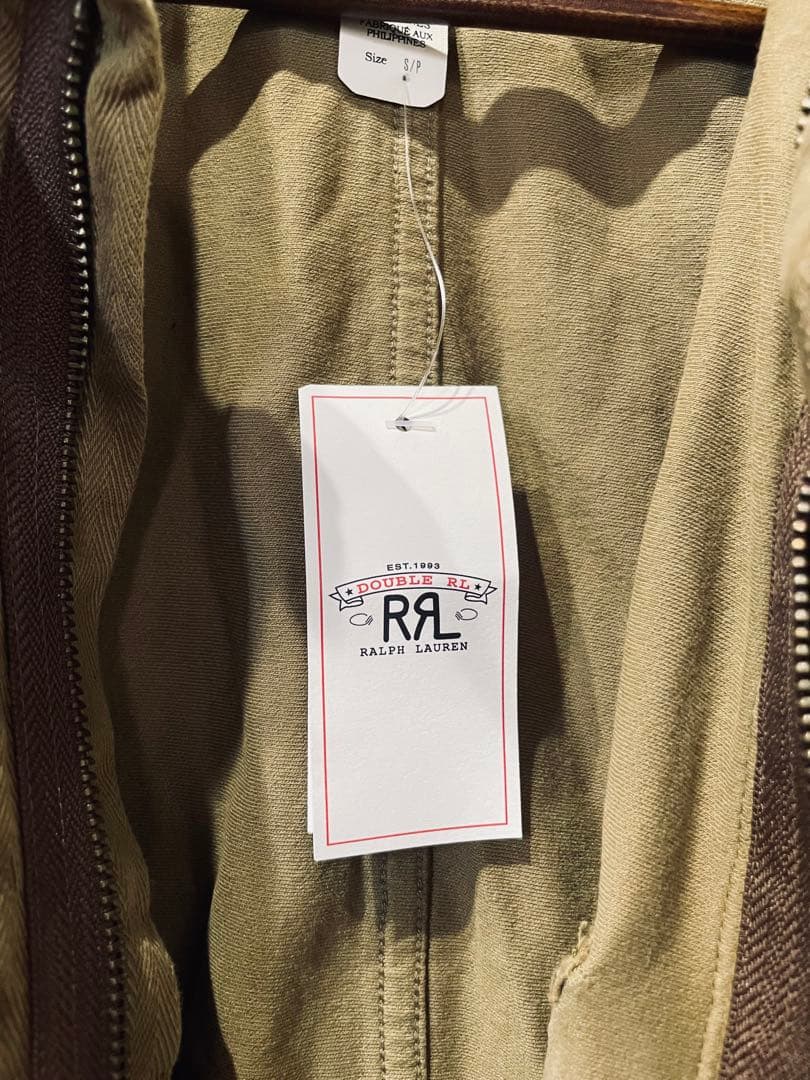 FABRIQUÉ AUX
PHILIPPINES
Size S/P
EST.1993
DOUBLE RL
RRL
RALPH LAUREN